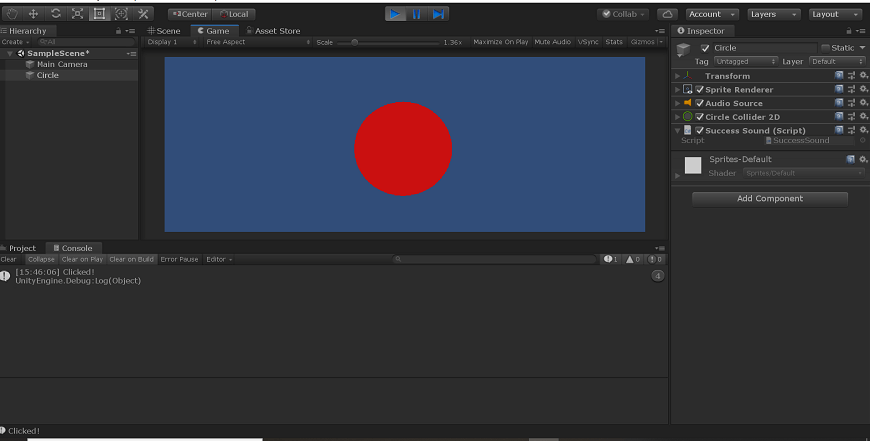 Center Local Collab Account Layers Layout
Hierarchy Scene Game Asset Store Inspector
Create All Display 1 Free Aspect Scale 1.36x Maximize On Play Mute Audio VSync Stats Gizmos
SampleScene*
Main Camera
Circle
Circle Static
Tag Untagged Layer Default
Transform
Sprite Renderer
Audio Source
Circle Collider 2D
Success Sound (Script)
Script SuccessSound
Sprites-Default
Shader Sprites/Default
Add Component
Project Console
Clear Collapse Clear on Play Clear on Build Error Pause Editor 1 0 0
[15:46:06] Clicked! 4
UnityEngine.Debug:Log(Object)
Clicked!